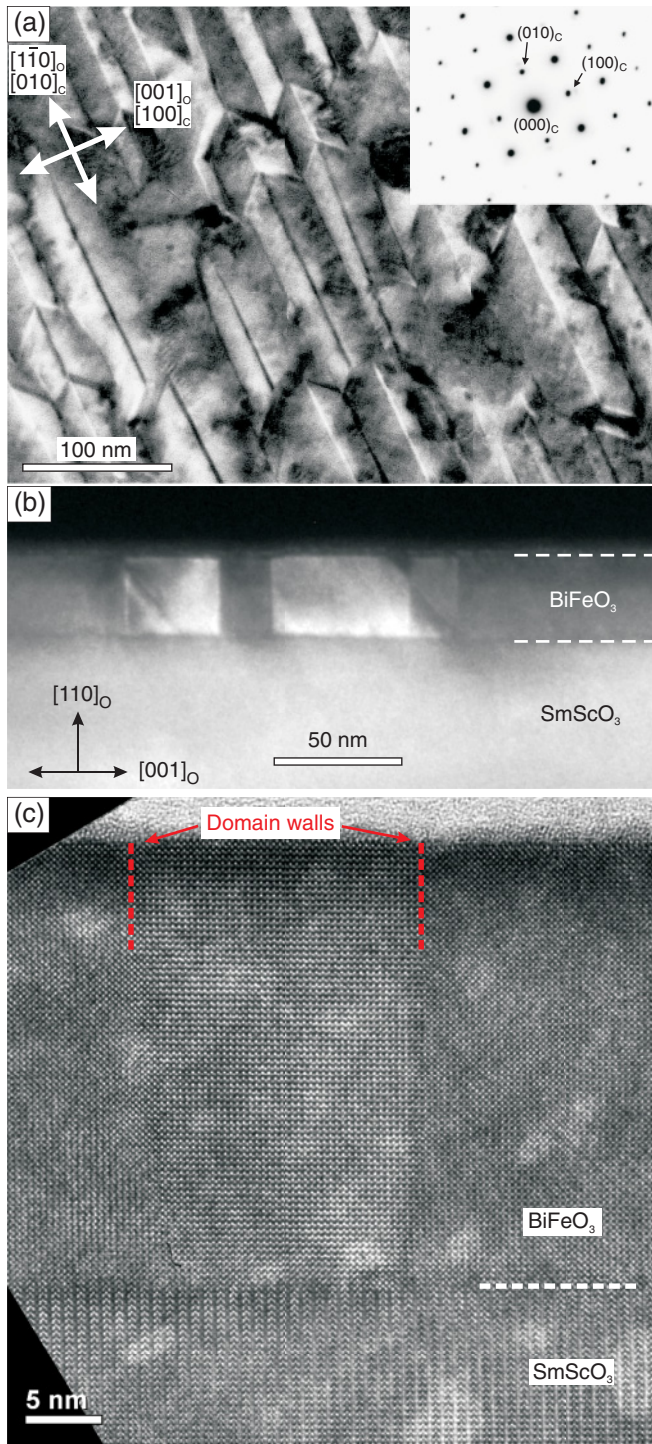 (a)
[11̄0]ₒ
[010]꜀
[001]ₒ
[100]꜀
(010)꜀
(100)꜀
(000)꜀
100 nm
(b)
BiFeO₃
SmScO₃
[110]ₒ
[001]ₒ
50 nm
(c)
Domain walls
BiFeO₃
SmScO₃
5 nm